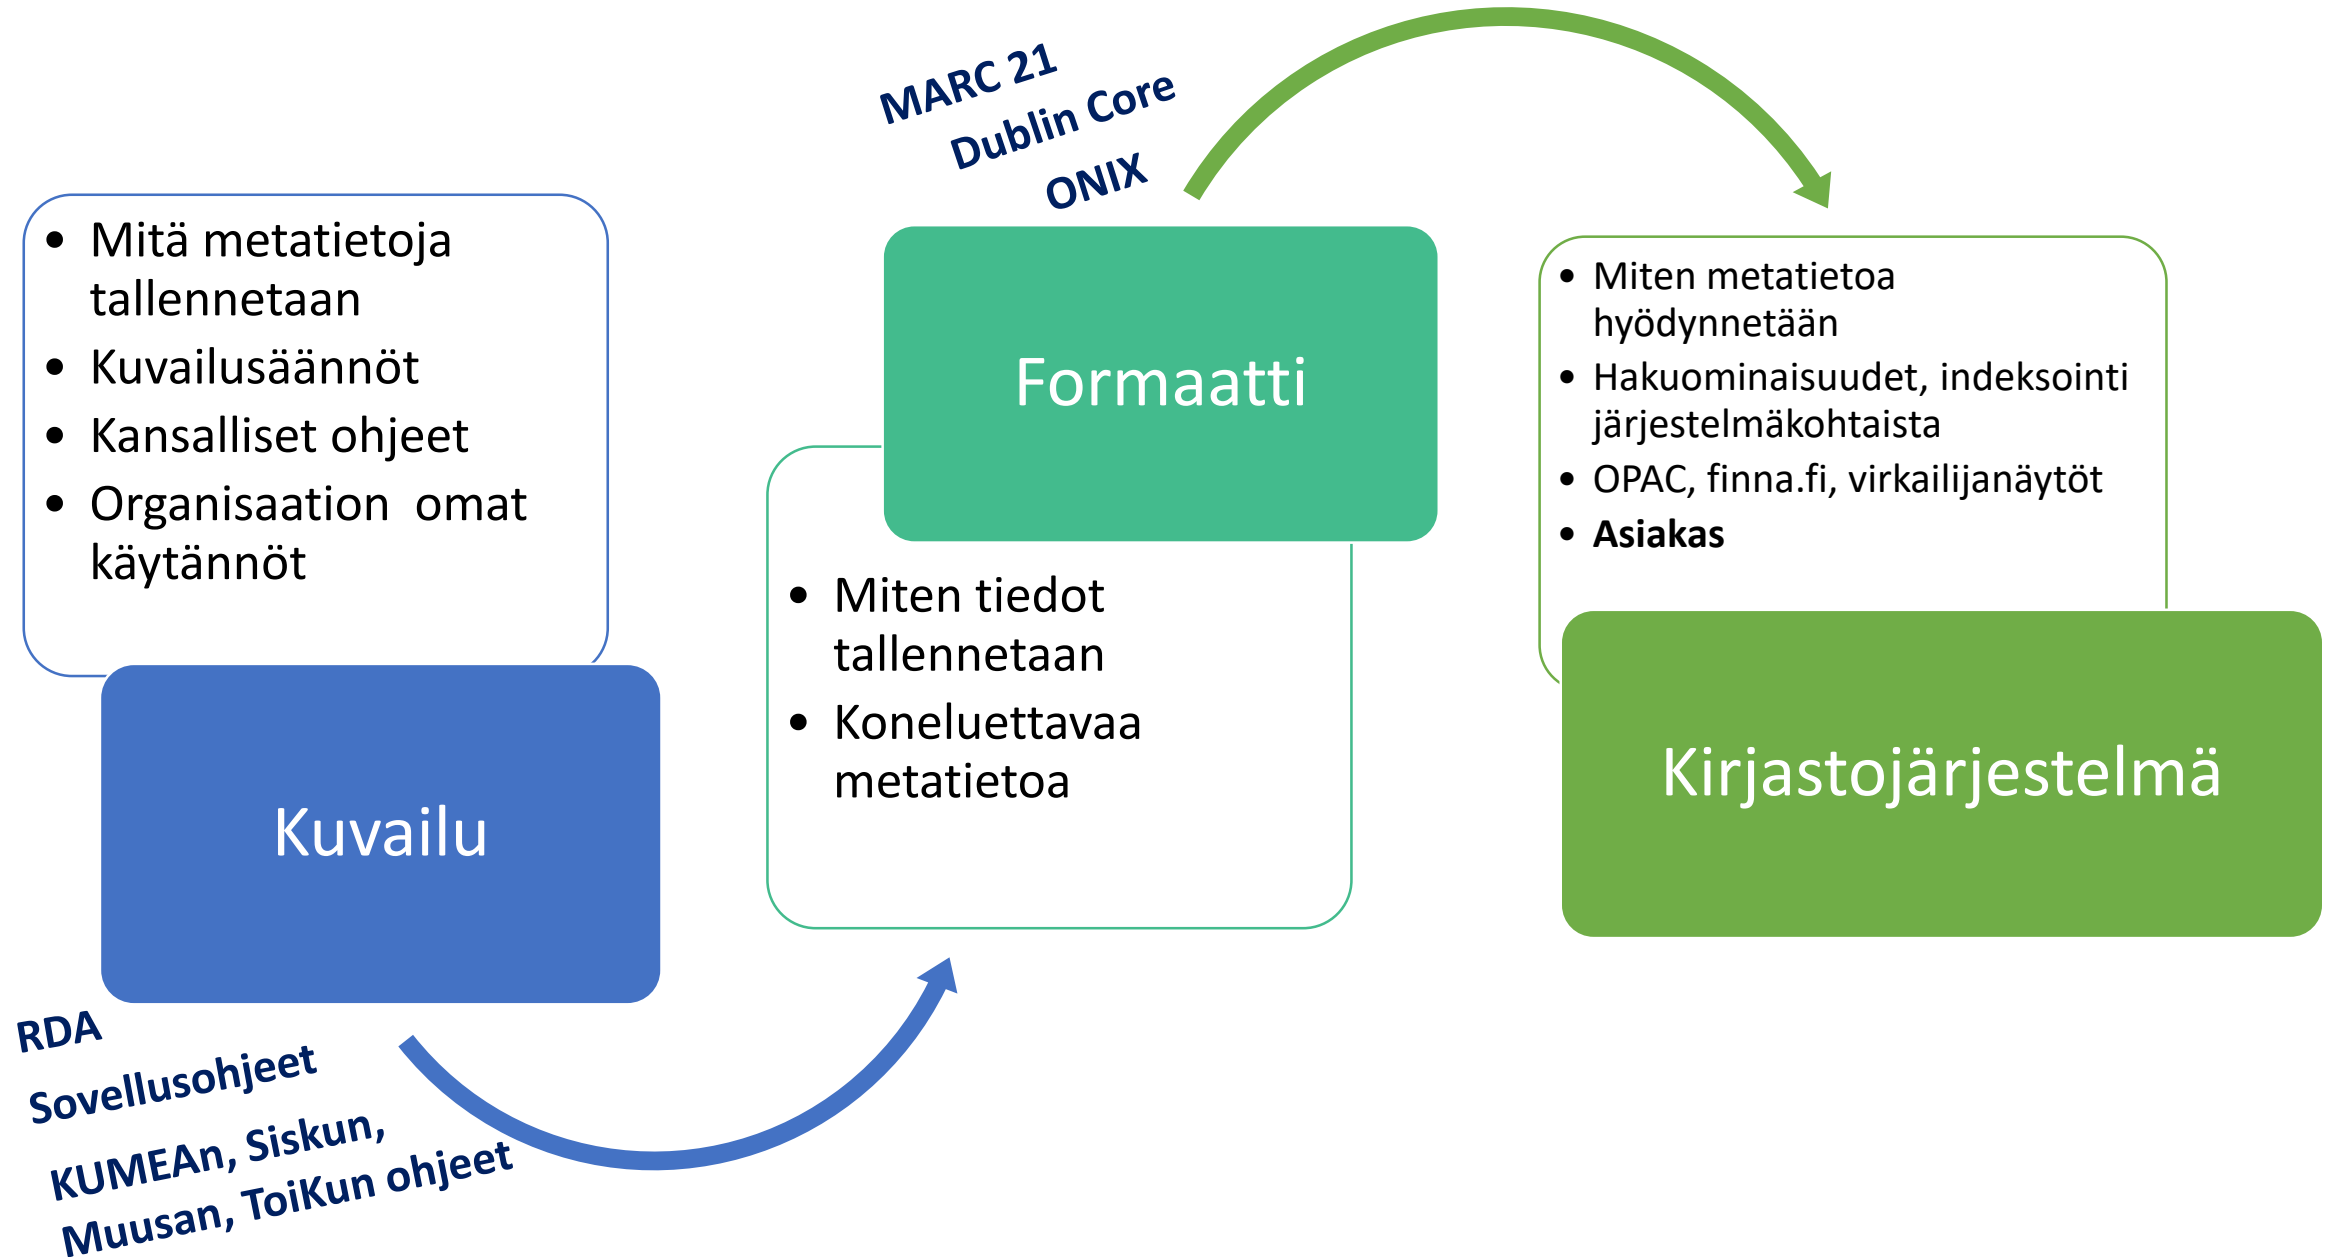 • Mitä metatietoja
tallennetaan
• Kuvailusäännöt
• Kansalliset ohjeet
• Organisaation  omat
käytännöt
Kuvailu
RDA
Sovellusohjeet
KUMEAn, Siskun,
Muusan, ToiKun ohjeet
MARC 21
Dublin Core
ONIX
Formaatti
• Miten tiedot
tallennetaan
• Koneluettavaa
metatietoa
• Miten metatietoa
hyödynnetään
• Hakuominaisuudet, indeksointi
järjestelmäkohtaista
• OPAC, finna.fi, virkailijanäytöt
• Asiakas
Kirjastojärjestelmä